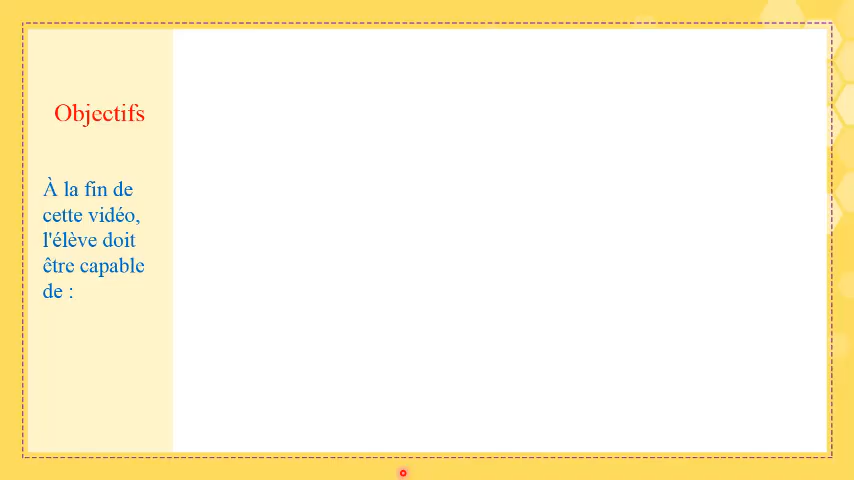 Objectifs
À la fin de
cette vidéo,
l'élève doit
être capable
de :